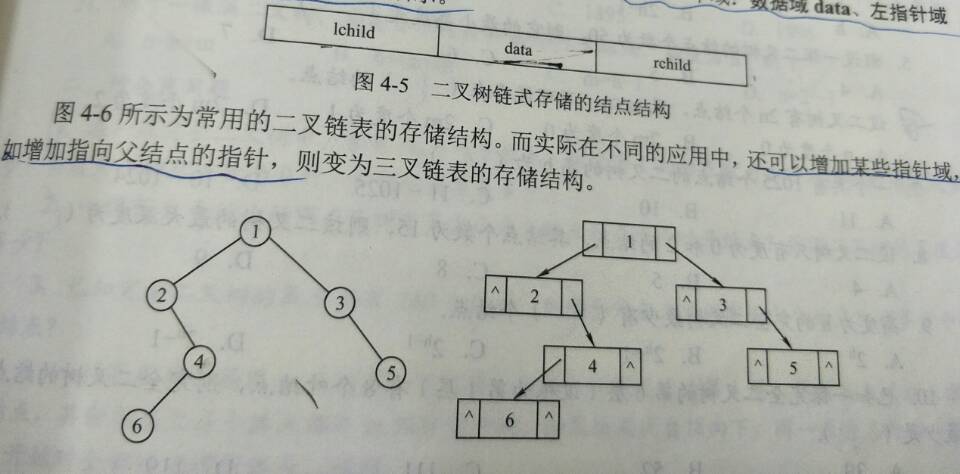 数据域 data、左指针域
lchild data rchild
图 4-5 二叉树链式存储的结点结构
图 4-6 所示为常用的二叉链表的存储结构。而实际在不同的应用中，还可以增加某些指针域，
如增加指向父结点的指针，则变为三叉链表的存储结构。
1
2 3
4 5
6
1
^ 2 ^ 3
4 ^ ^ 5 ^
^ 6 ^